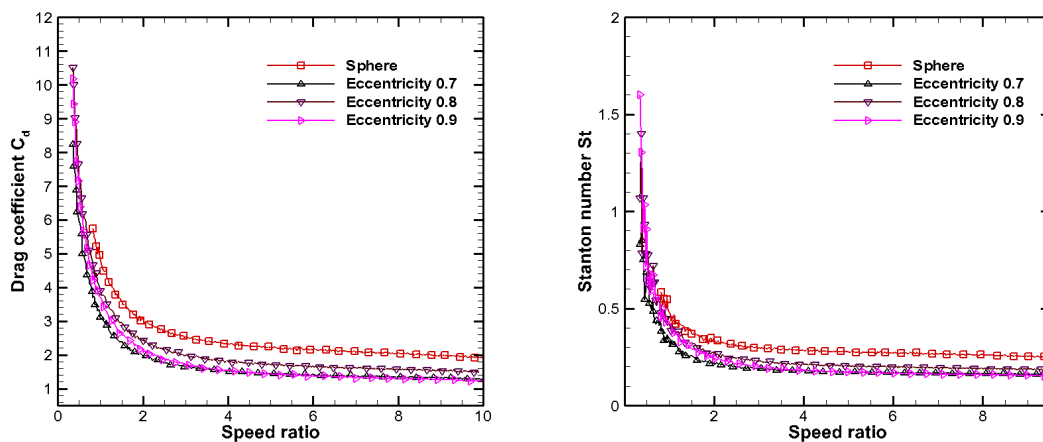 12
11
10
9
8
7
6
5
4
3
2
1
0 2 4 6 8 10
Drag coefficient Cd
Speed ratio
Sphere
Eccentricity 0.7
Eccentricity 0.8
Eccentricity 0.9
2
1.5
1
0.5
0
2 4 6 8
Stanton number St
Speed ratio
Sphere
Eccentricity 0.7
Eccentricity 0.8
Eccentricity 0.9